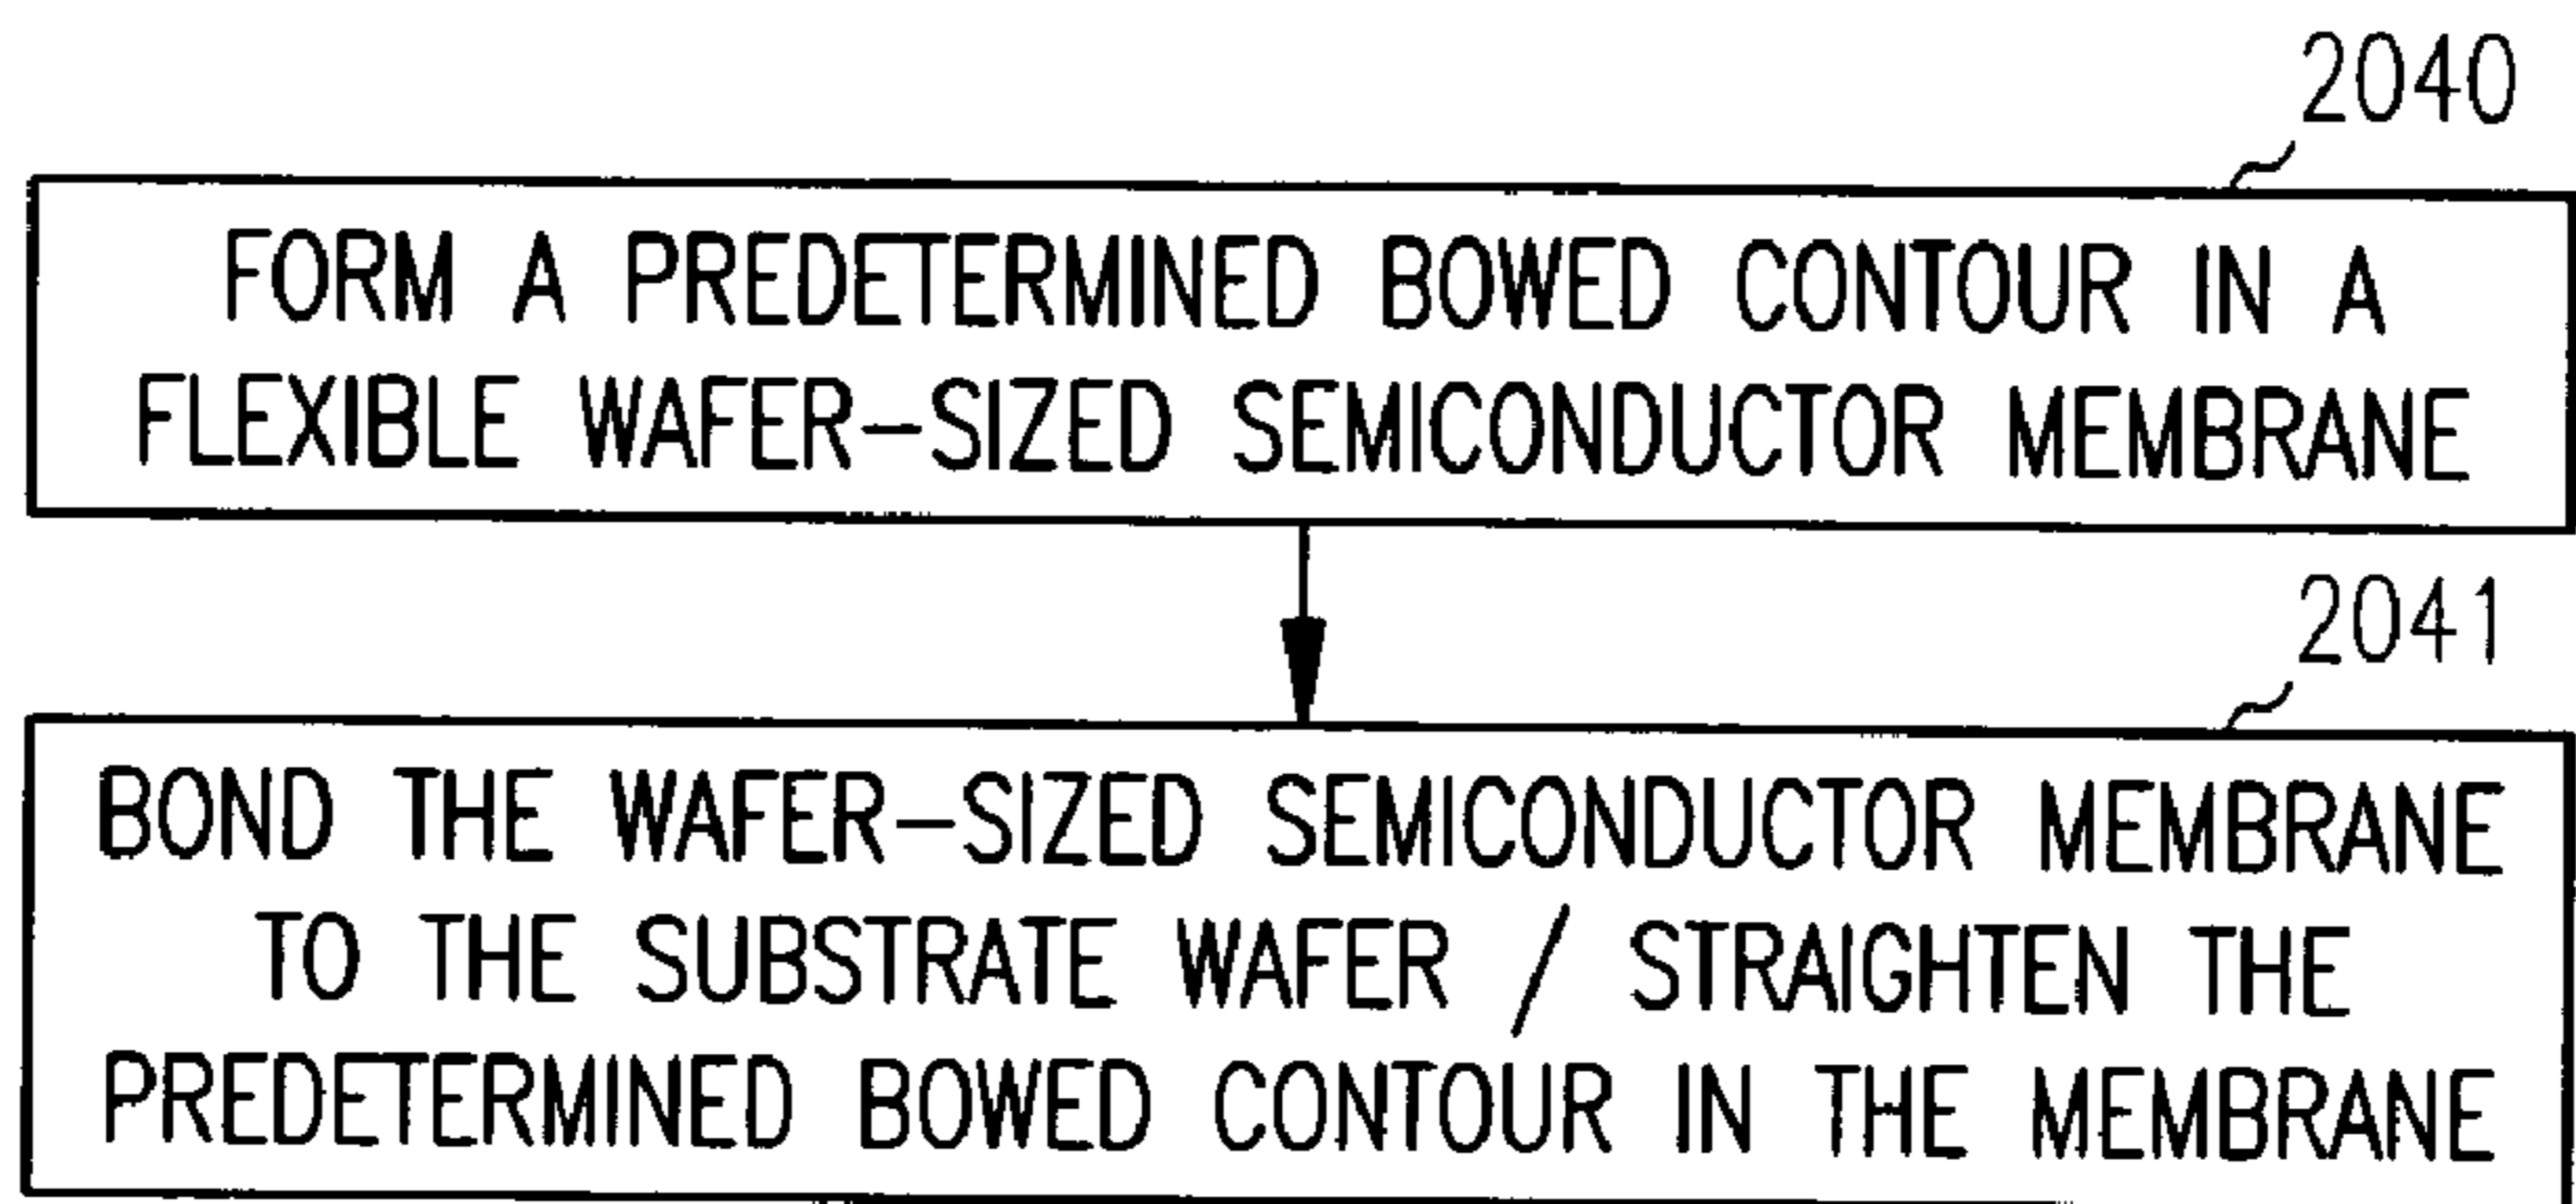 2040
FORM A PREDETERMINED BOWED CONTOUR IN A
FLEXIBLE WAFER-SIZED SEMICONDUCTOR MEMBRANE
2041
BOND THE WAFER-SIZED SEMICONDUCTOR MEMBRANE
TO THE SUBSTRATE WAFER / STRAIGHTEN THE
PREDETERMINED BOWED CONTOUR IN THE MEMBRANE